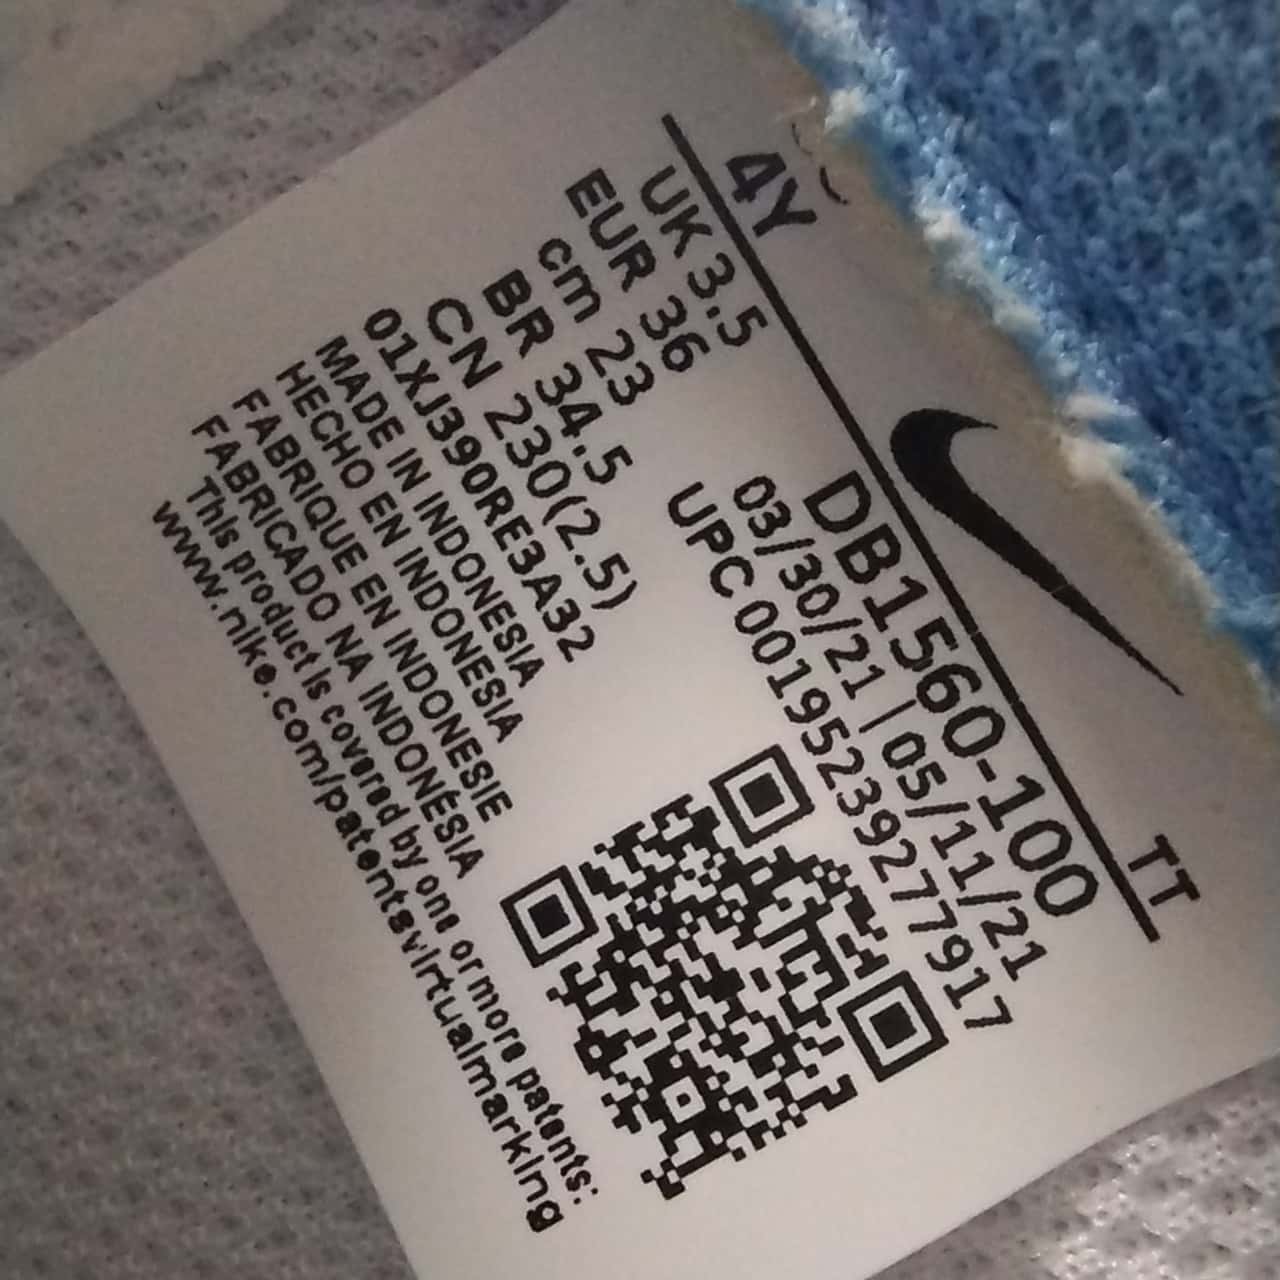 4Y
TT
UK 3.5
EUR 36
cm 23
BR 34.5
CN 230(2.5)
01XJ390RE3A32
MADE IN INDONESIA
HECHO EN INDONESIA
FABRIQUE EN INDONESIE
FABRICADO NA INDONÉSIA
This product is covered by one or more patents:
www.nike.com/patentsvirtualmarking
DB1560-100
03/30/21 | 05/11/21
UPC 00195239277917